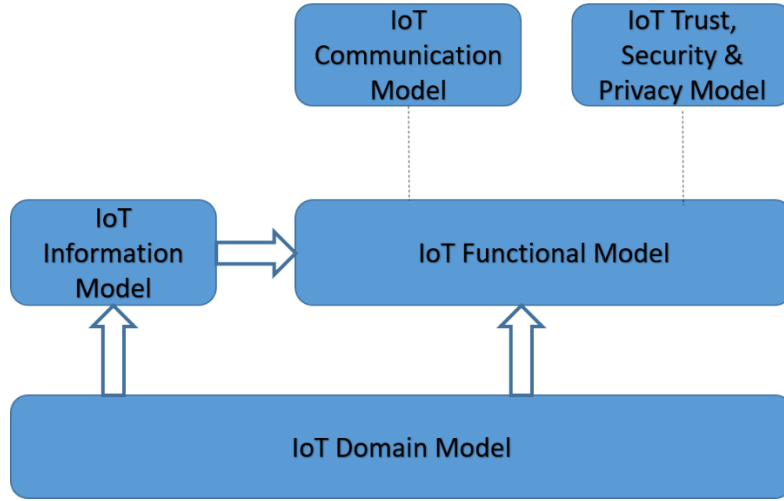 IoT
Communication
Model
IoT Trust,
Security &
Privacy Model
IoT
Information
Model
IoT Functional Model
IoT Domain Model